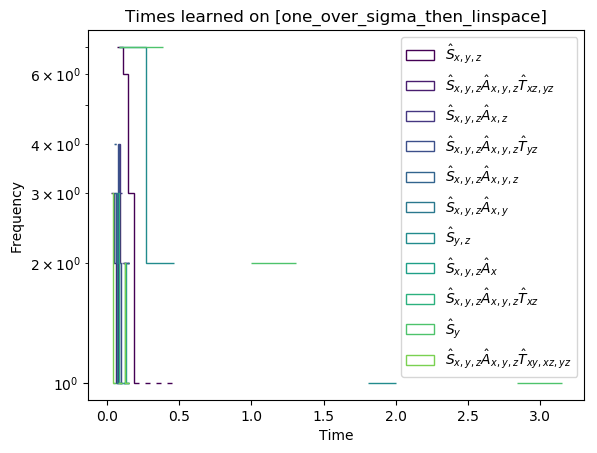 Times learned on [one_over_sigma_then_linspace]
6 × 10⁰
4 × 10⁰
3 × 10⁰
2 × 10⁰
10⁰
Frequency
0.0 0.5 1.0 1.5 2.0 2.5 3.0
Time
Ŝ_{x,y,z}
Ŝ_{x,y,z}Â_{x,y,z}T̂_{xz,yz}
Ŝ_{x,y,z}Â_{x,z}
Ŝ_{x,y,z}Â_{x,y,z}T̂_{yz}
Ŝ_{x,y,z}Â_{x,y,z}
Ŝ_{x,y,z}Â_{x,y}
Ŝ_{y,z}
Ŝ_{x,y,z}Â_{x}
Ŝ_{x,y,z}Â_{x,y,z}T̂_{xz}
Ŝ_{y}
Ŝ_{x,y,z}Â_{x,y,z}T̂_{xy,xz,yz}